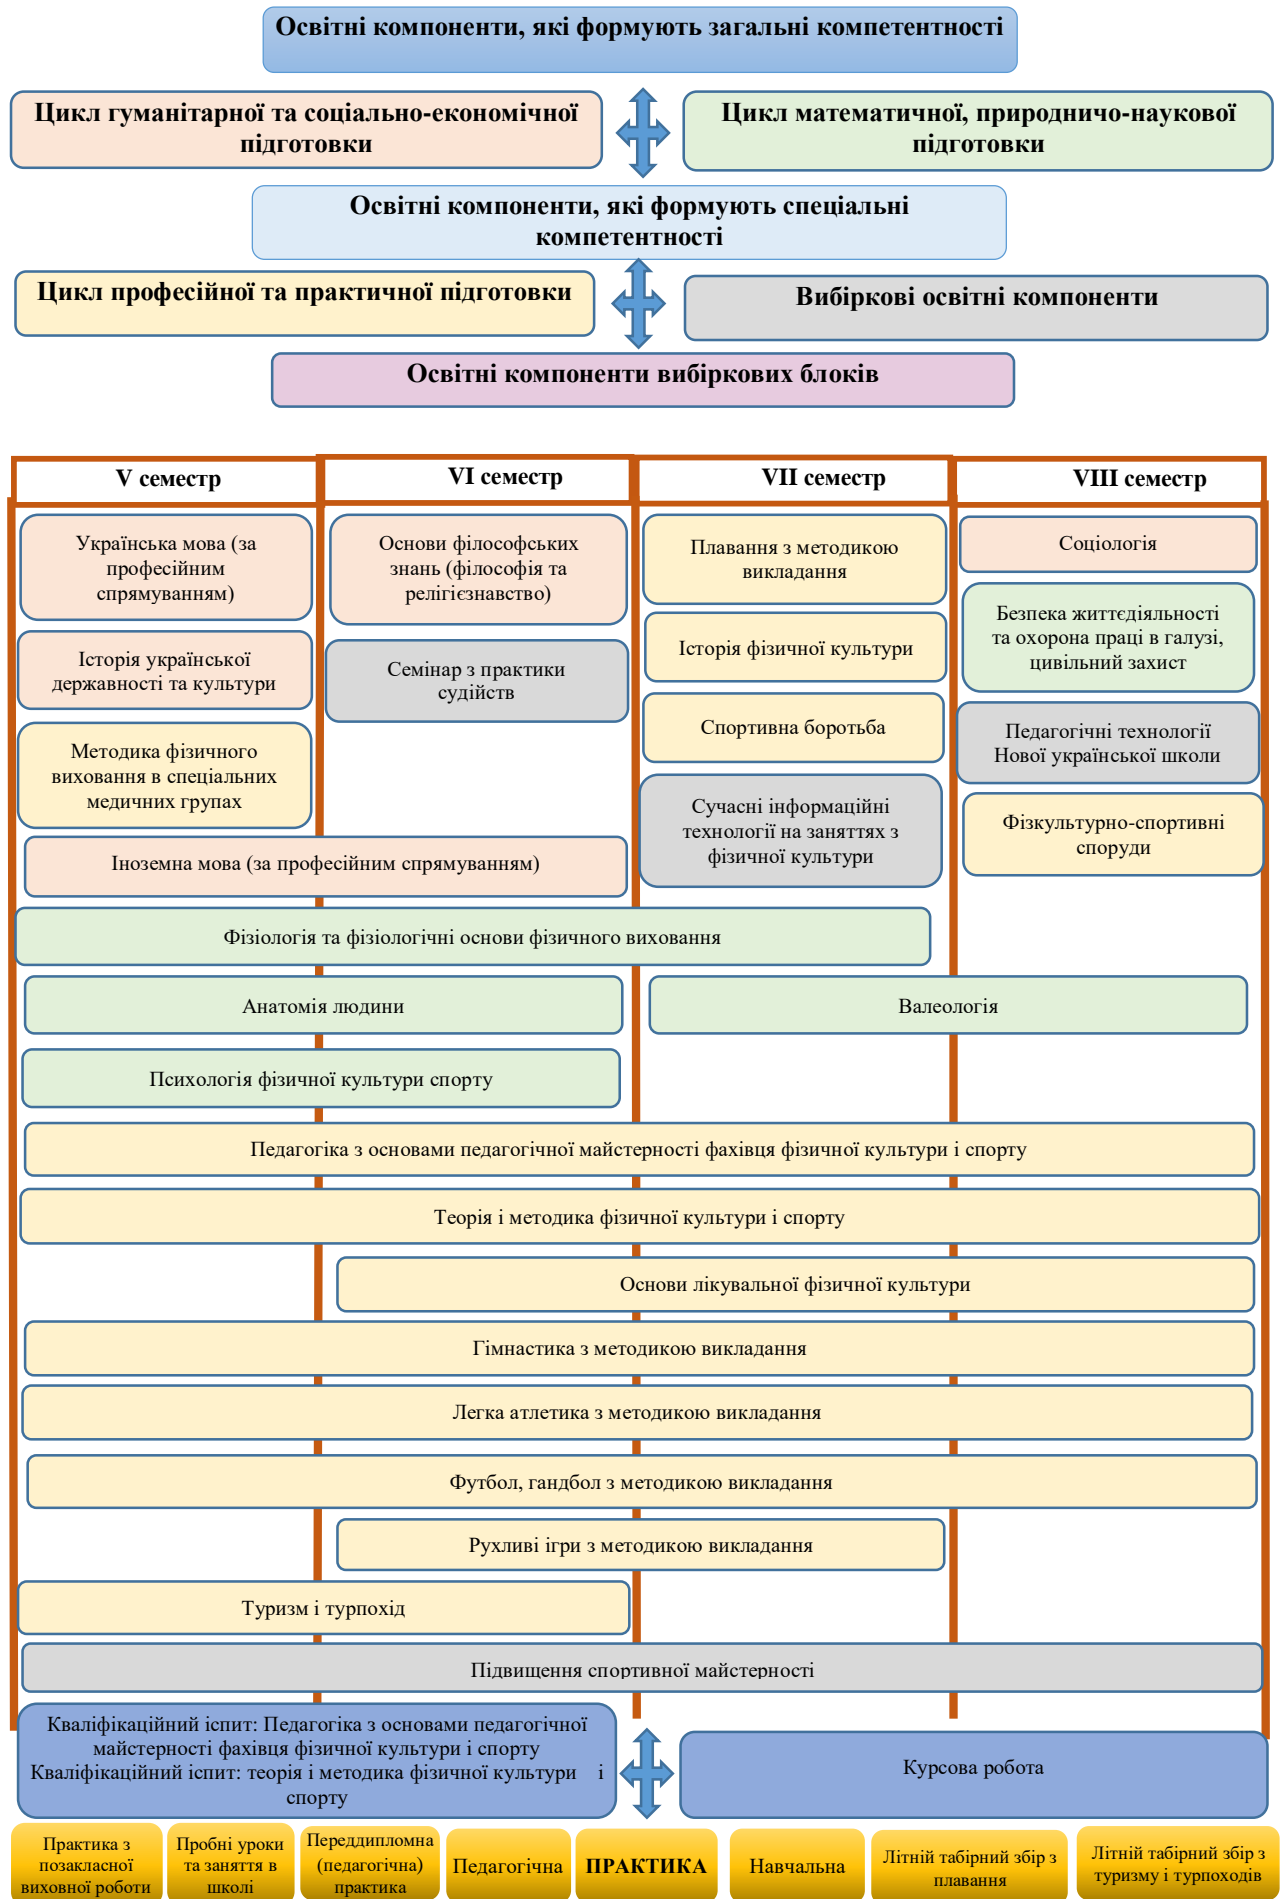 Освітні компоненти, які формують загальні компетентності
Цикл гуманітарної та соціально-економічної
підготовки
Цикл математичної, природничо-наукової
підготовки
Освітні компоненти, які формують спеціальні
компетентності
Цикл професійної та практичної підготовки
Вибіркові освітні компоненти
Освітні компоненти вибіркових блоків
V семестр
VI семестр
VII семестр
VIII семестр
Українська мова (за
професійним
спрямуванням)
Основи філософських
знань (філософія та
релігієзнавство)
Плавання з методикою
викладання
Соціологія
Безпека життєдіяльності
та охорона праці в галузі,
цивільний захист
Історія української
державності та культури
Семінар з практики
судійств
Історія фізичної культури
Спортивна боротьба
Педагогічні технології
Нової української школи
Методика фізичного
виховання в спеціальних
медичних групах
Сучасні інформаційні
технології на заняттях з
фізичної культури
Фізкультурно-спортивні
споруди
Іноземна мова (за професійним спрямуванням)
Фізіологія та фізіологічні основи фізичного виховання
Анатомія людини
Валеологія
Психологія фізичної культури спорту
Педагогіка з основами педагогічної майстерності фахівця фізичної культури і спорту
Теорія і методика фізичної культури і спорту
Основи лікувальної фізичної культури
Гімнастика з методикою викладання
Легка атлетика з методикою викладання
Футбол, гандбол з методикою викладання
Рухливі ігри з методикою викладання
Туризм і турпохід
Підвищення спортивної майстерності
Кваліфікаційний іспит: Педагогіка з основами педагогічної
майстерності фахівця фізичної культури і спорту
Кваліфікаційний іспит: теорія і методика фізичної культури і
спорту
Курсова робота
Практика з
позакласної
виховної роботи
Пробні уроки
та заняття в
школі
Переддипломна
(педагогічна)
практика
Педагогічна
ПРАКТИКА
Навчальна
Літній табірний збір з
плавання
Літній табірний збір з
туризму і турпоходів